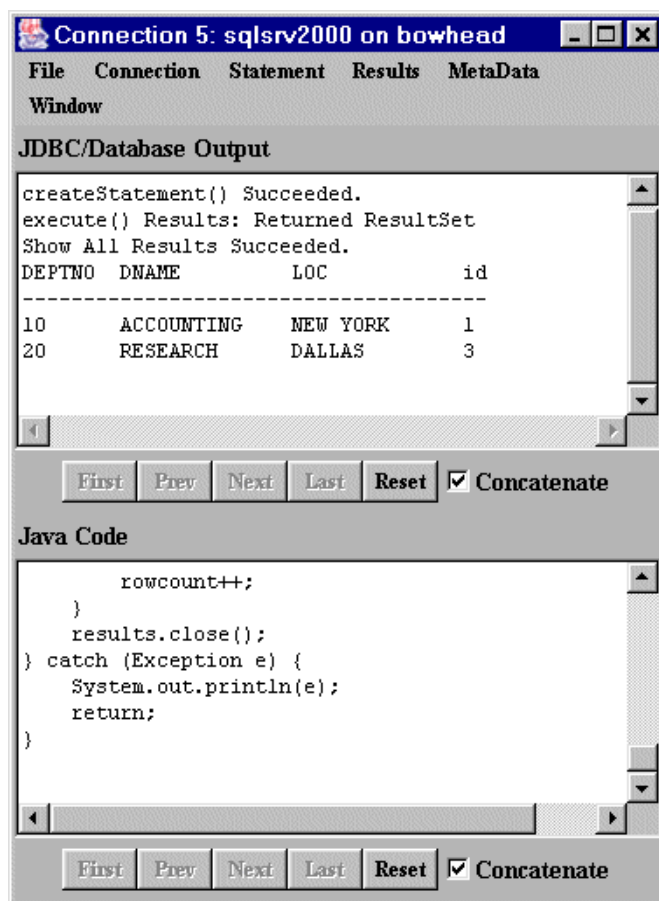 Connection 5: sqlsrv2000 on bowhead
File Connection Statement Results MetaData
Window
JDBC/Database Output
createStatement() Succeeded.
execute() Results: Returned ResultSet
Show All Results Succeeded.
DEPTNO DNAME LOC id
--------------------------------------
10 ACCOUNTING NEW YORK 1
20 RESEARCH DALLAS 3
First Prev Next Last Reset Concatenate
Java Code
rowcount++;
}
results.close();
} catch (Exception e) {
System.out.println(e);
return;
}
First Prev Next Last Reset Concatenate